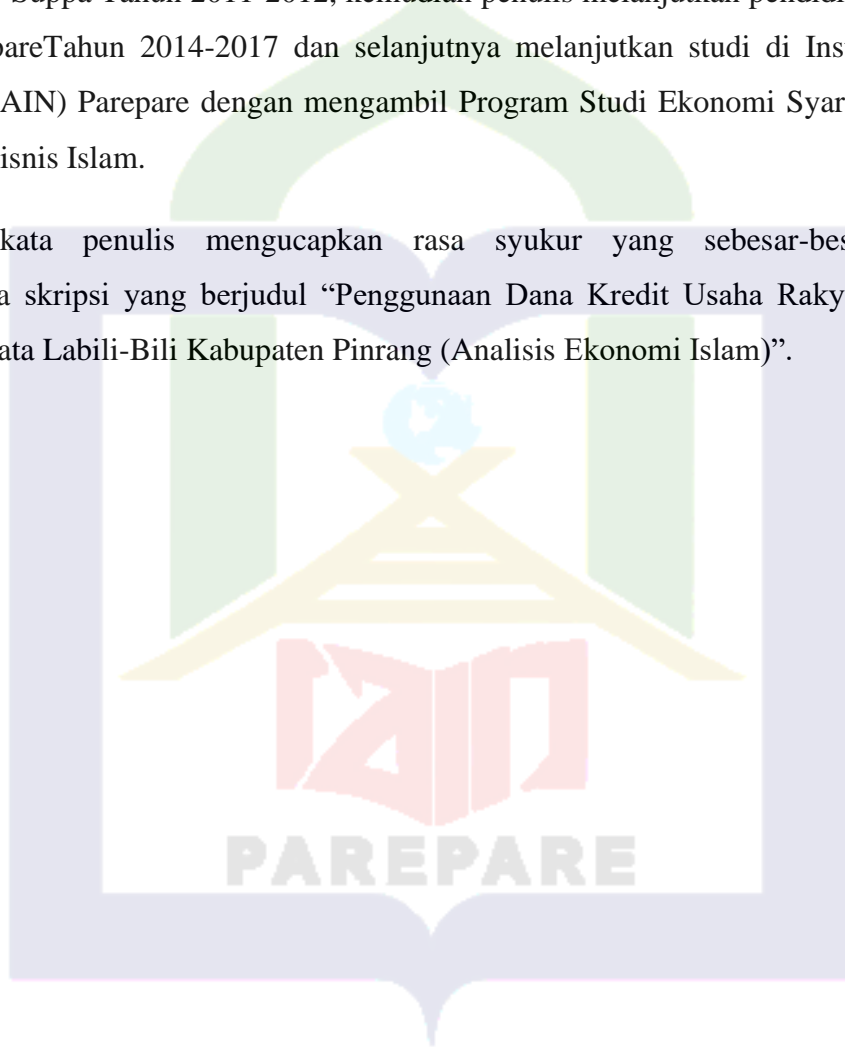 Suppa Tahun 2011-2012, kemudian penulis melanjutkan pendidi
pareTahun 2014-2017 dan selanjutnya melanjutkan studi di Ins
AIN) Parepare dengan mengambil Program Studi Ekonomi Syar
isnis Islam.
kata penulis mengucapkan rasa syukur yang sebesar-bes
a skripsi yang berjudul “Penggunaan Dana Kredit Usaha Raky
ata Labili-Bili Kabupaten Pinrang (Analisis Ekonomi Islam)”.
iain
PAREPARE